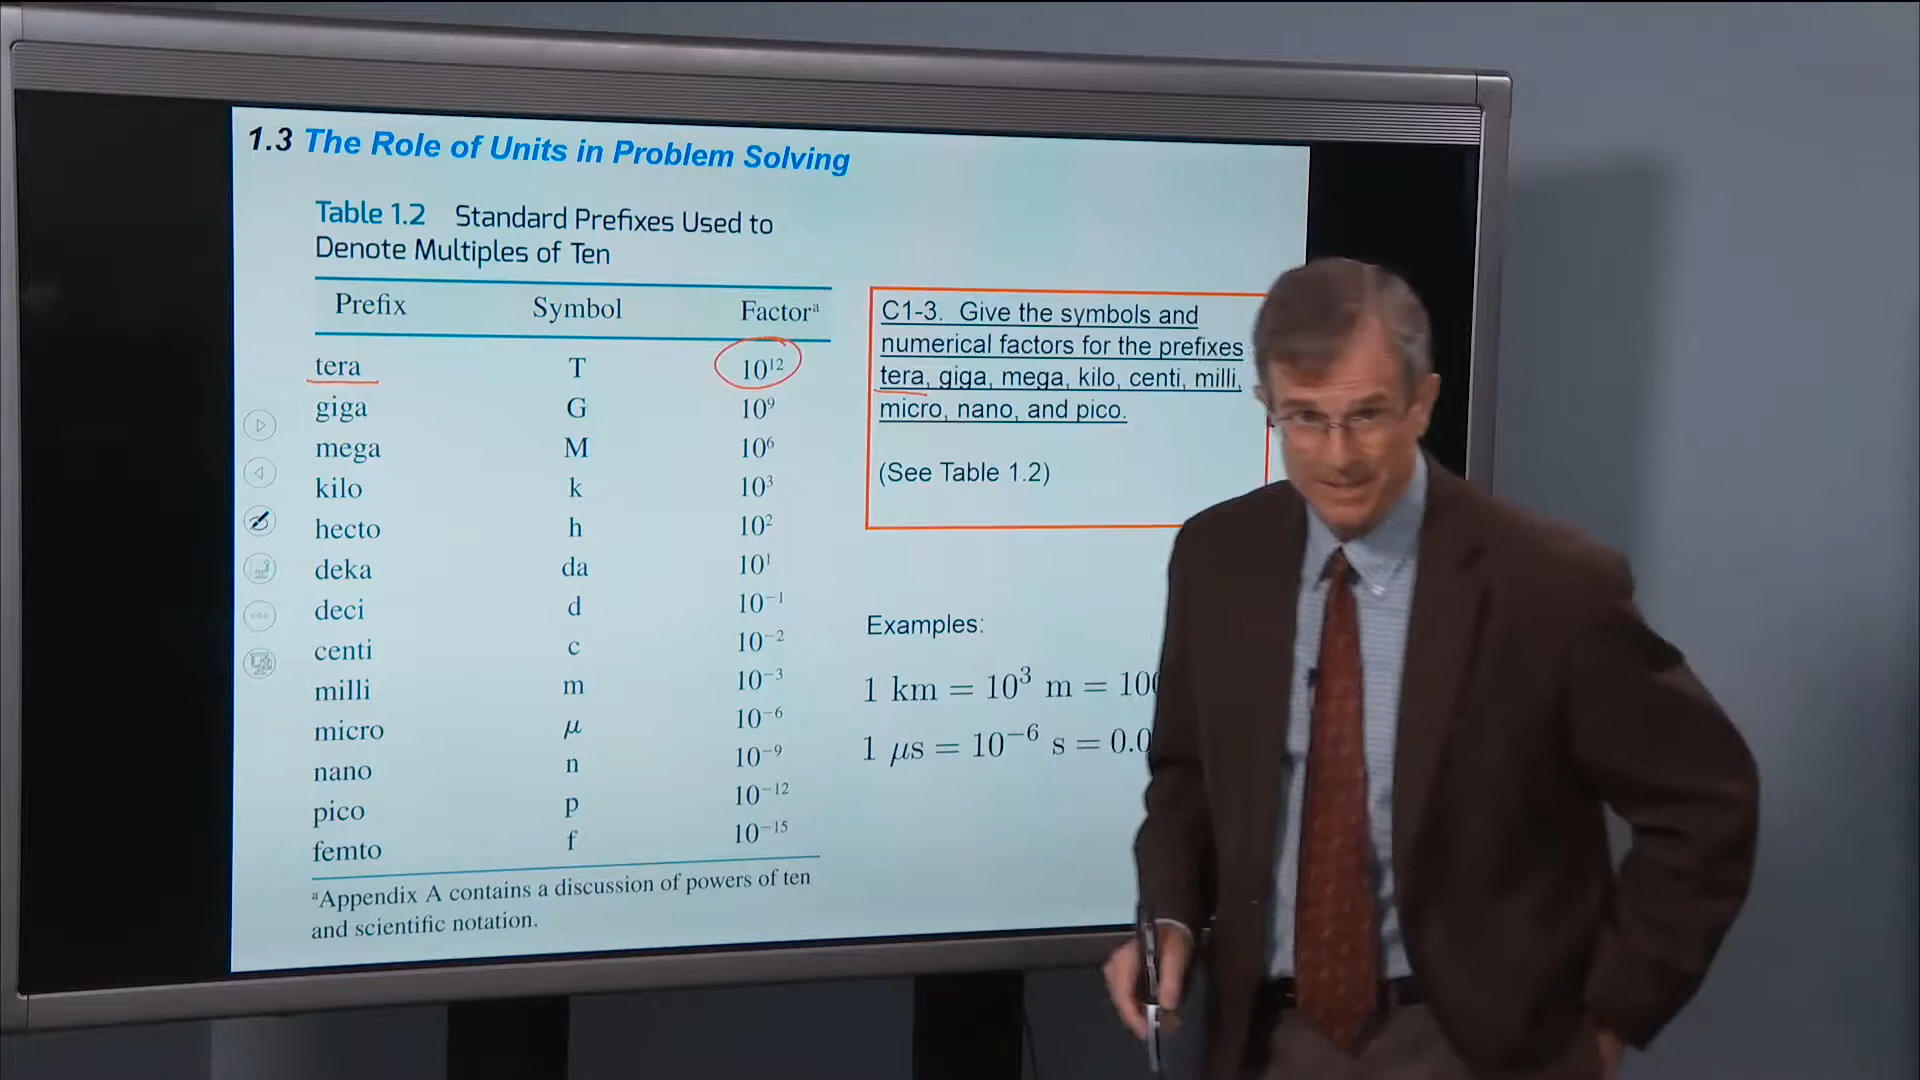 1.3 The Role of Units in Problem Solving
Table 1.2 Standard Prefixes Used to
Denote Multiples of Ten
Prefix Symbol Factorᵃ
tera T 10¹²
giga G 10⁹
mega M 10⁶
kilo k 10³
hecto h 10²
deka da 10¹
deci d 10⁻¹
centi c 10⁻²
milli m 10⁻³
micro μ 10⁻⁶
nano n 10⁻⁹
pico p 10⁻¹²
femto f 10⁻¹⁵
ᵃAppendix A contains a discussion of powers of ten
and scientific notation.
C1-3. Give the symbols and
numerical factors for the prefixes
tera, giga, mega, kilo, centi, milli,
micro, nano, and pico.
(See Table 1.2)
Examples:
1 km = 10³ m =
1 μs = 10⁻⁶ s =